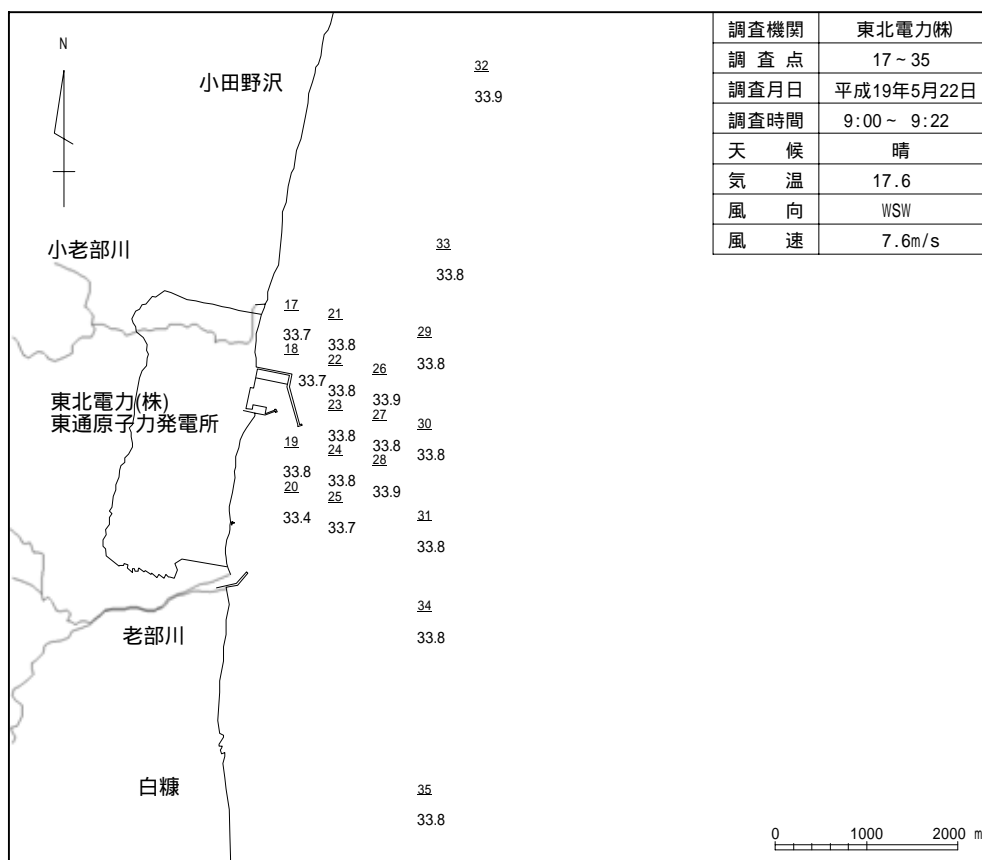 調査機関 東北電力㈱
調査点 17~35
調査月日 平成19年5月22日
調査時間 9:00~ 9:22
天候 晴
気温 17.6
風向 WSW
風速 7.6m/s
N
小田野沢
32
33.9
小老部川
33
33.8
17
33.7
21
33.8
29
33.8
18
33.7
22
33.8
26
33.9
東北電力(株)
東通原子力発電所
23
33.8
27
33.8
30
33.8
19
33.8
24
33.8
28
33.9
20
33.4
25
33.7
31
33.8
34
33.8
老部川
白糠
35
33.8
0 1000 2000 m